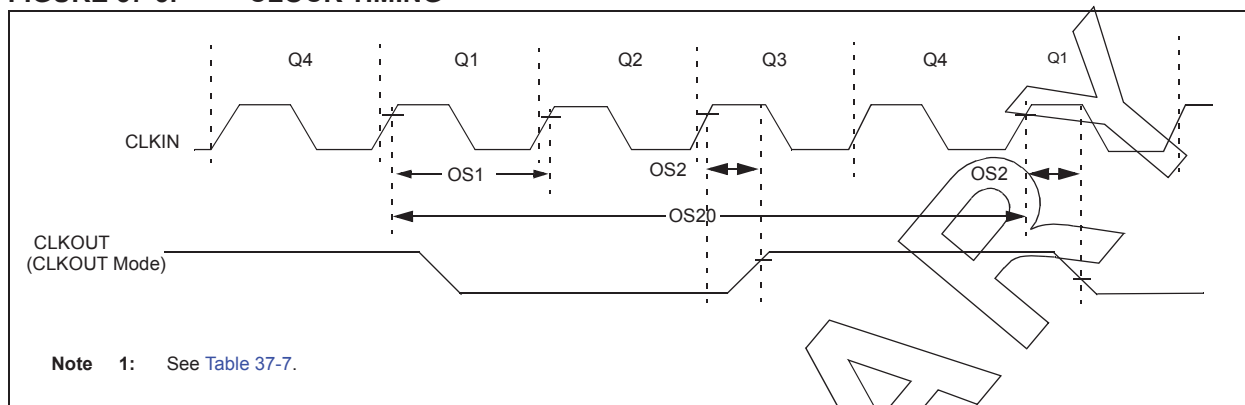 FIGURE 37-6: CLOCK TIMING
Q4 Q1 Q2 Q3 Q4 Q1
CLKIN
OS1 OS2 OS2
OS20
CLKOUT
(CLKOUT Mode)
Note 1: See Table 37-7.
A R Y